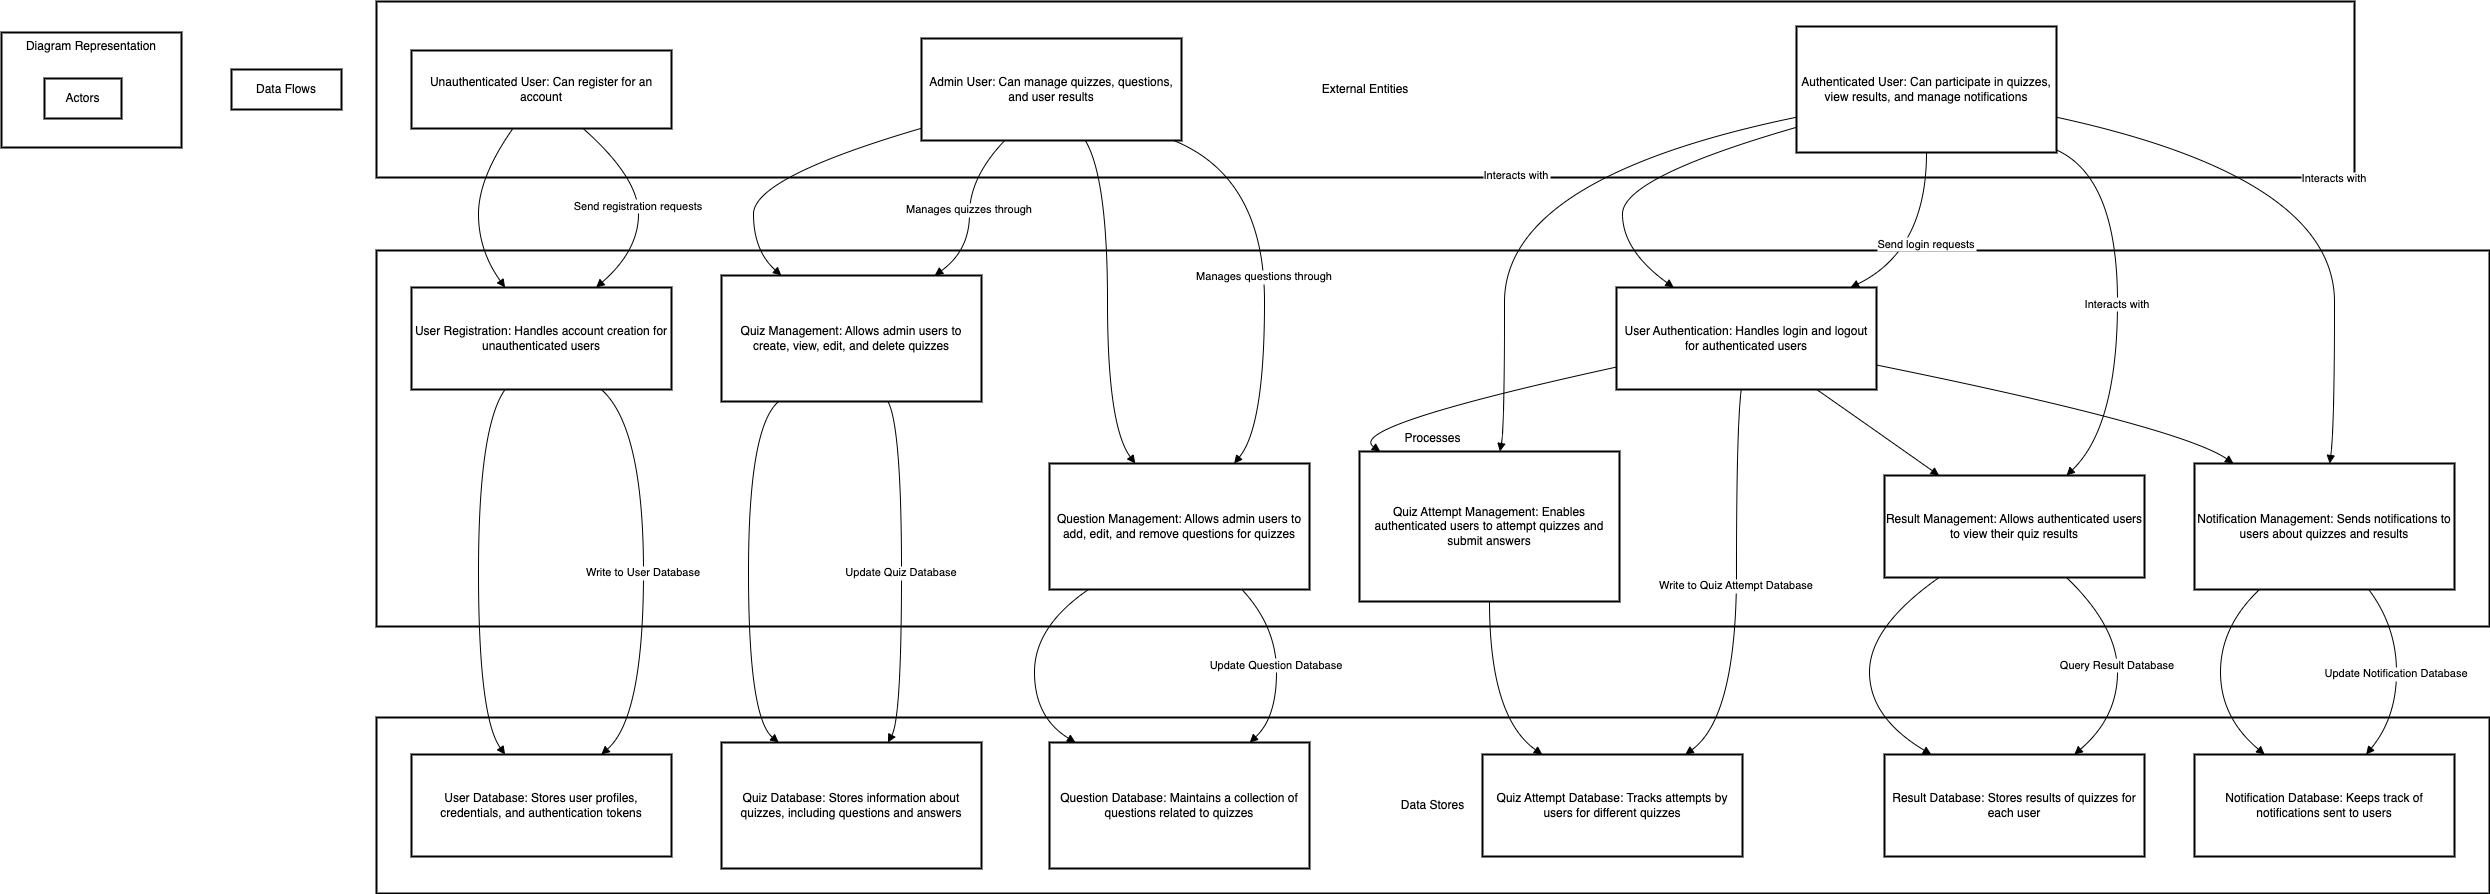 Diagram Representation
Actors
Data Flows
Unauthenticated User: Can register for an
account
Admin User: Can manage quizzes, questions,
and user results
External Entities
Authenticated User: Can participate in quizzes,
view results, and manage notifications
Interacts with
Interacts with
Send registration requests
Manages quizzes through
Send login requests
Manages questions through
Interacts with
User Registration: Handles account creation for
unauthenticated users
Quiz Management: Allows admin users to
create, view, edit, and delete quizzes
User Authentication: Handles login and logout
for authenticated users
Processes
Question Management: Allows admin users to
add, edit, and remove questions for quizzes
Quiz Attempt Management: Enables
authenticated users to attempt quizzes and
submit answers
Result Management: Allows authenticated users
to view their quiz results
Notification Management: Sends notifications to
users about quizzes and results
Write to User Database
Update Quiz Database
Write to Quiz Attempt Database
Update Question Database
Query Result Database
Update Notification Database
User Database: Stores user profiles,
credentials, and authentication tokens
Quiz Database: Stores information about
quizzes, including questions and answers
Question Database: Maintains a collection of
questions related to quizzes
Data Stores
Quiz Attempt Database: Tracks attempts by
users for different quizzes
Result Database: Stores results of quizzes for
each user
Notification Database: Keeps track of
notifications sent to users